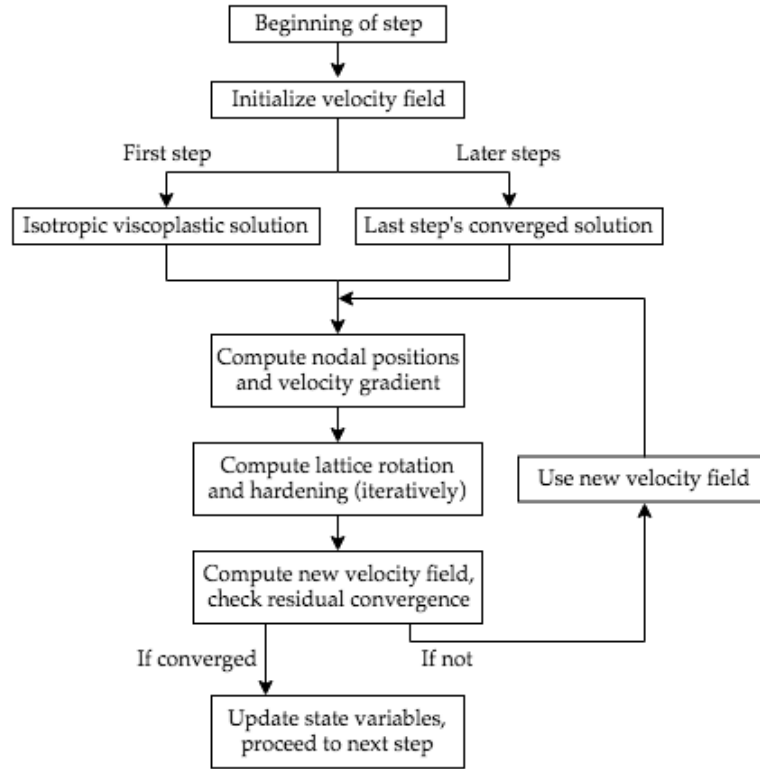 Beginning of step
Initialize velocity field
First step
Later steps
Isotropic viscoplastic solution
Last step's converged solution
Compute nodal positions
and velocity gradient
Compute lattice rotation
and hardening (iteratively)
Use new velocity field
Compute new velocity field,
check residual convergence
If converged
If not
Update state variables,
proceed to next step